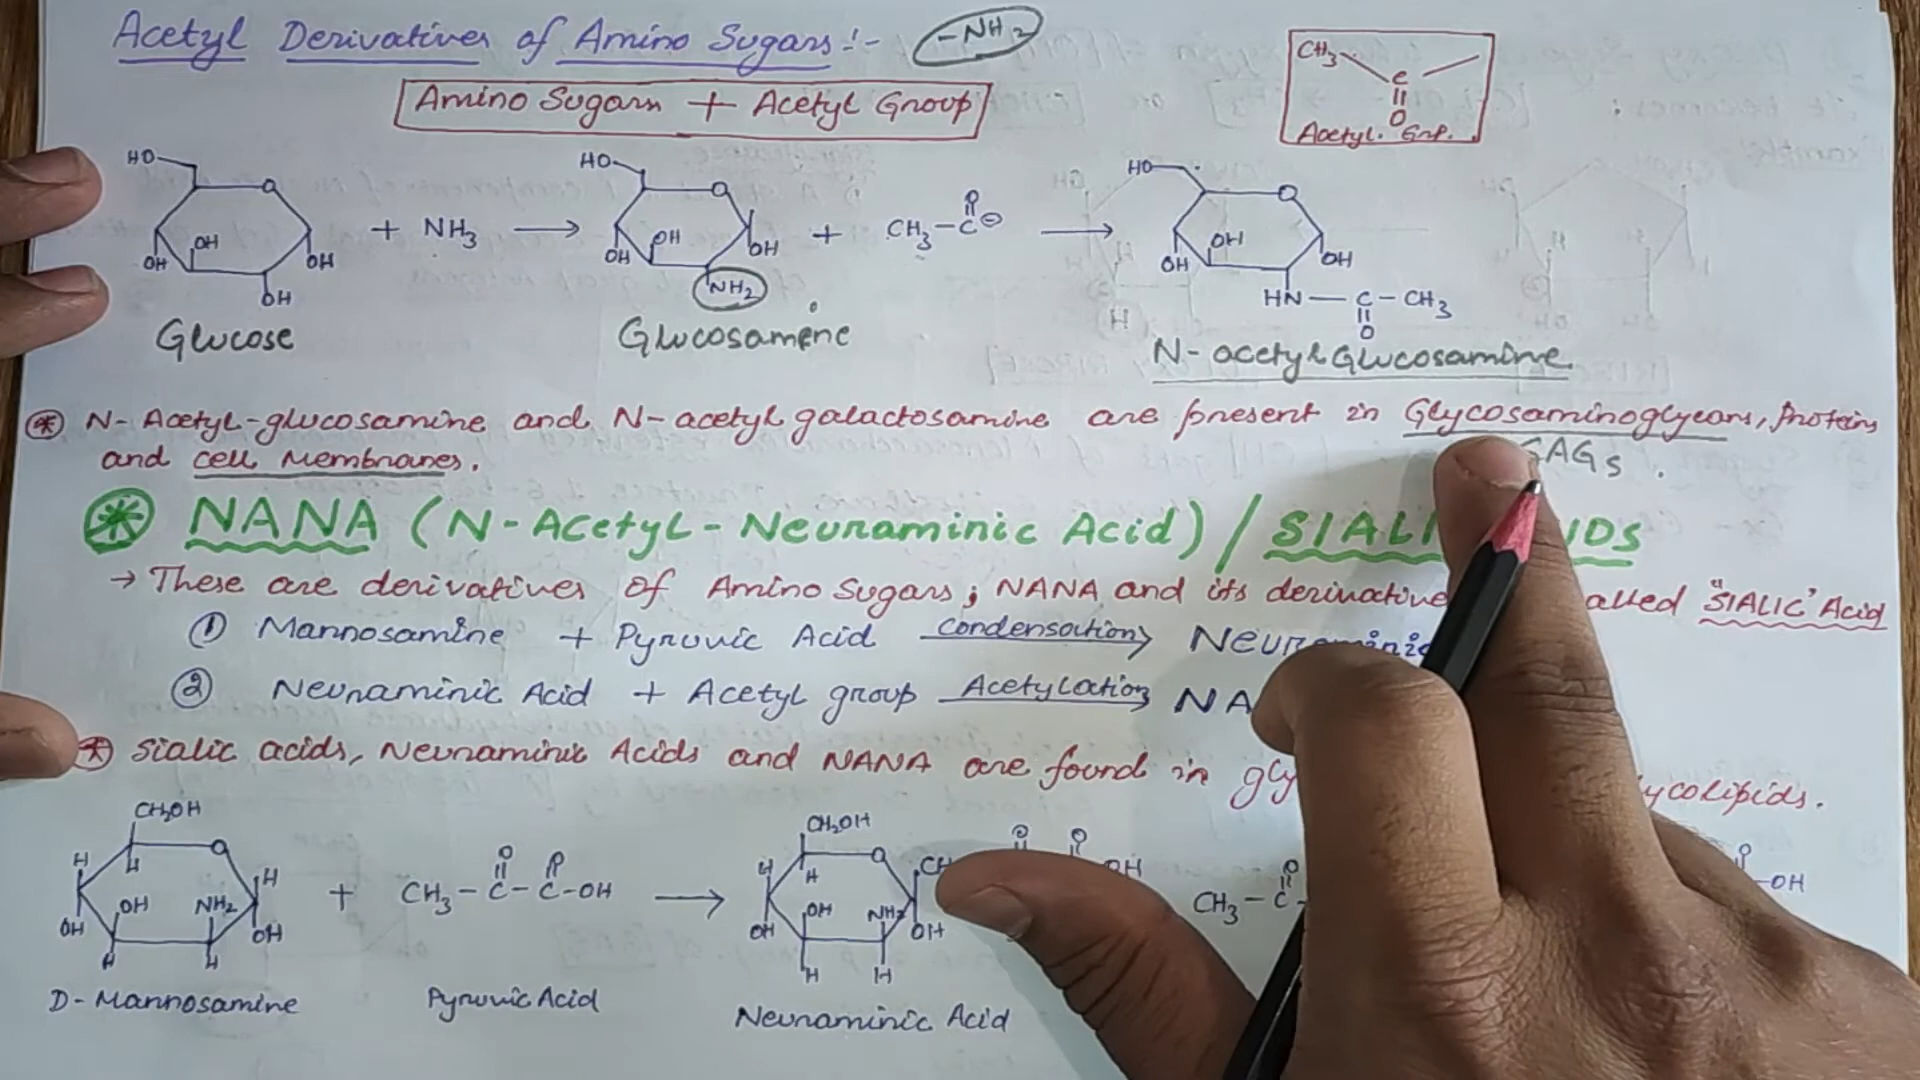 Acetyl Derivatives of Amino Sugars:- -NH2
Amino Sugars + Acetyl Group
CH3 C
O
Acetyl. Grp.
HO O OH OH OH OH + NH3 → HO O OH OH OH NH2 + CH3-C O ⊖ → HO O OH OH OH
HN — C - CH3
O
Glucose Glucosamine N-acetylGlucosamine
* N-Acetyl-glucosamine and N-acetylgalactosamine are present in Glycosaminoglycans, Proteins
and cell Membranes. GAGs.
* NANA (N-Acetyl-Neuraminic Acid) / SIALI IDS
→ These are derivatives of Amino Sugars; NANA and its derivative alled "SIALIC" Acid
① Mannosamine + Pyruvic Acid condensation
② Neuraminic Acid + Acetyl group Acetylation NA
* Sialic acids, Neuraminic Acids and NANA are found in gly ycolipids.
CH2OH O H H H OH OH NH2 OH H H + CH3-C-C-OH O O → CH2OH O H H OH OH NH2 OH H H CH O O OH CH3-C- O O -OH
D-Mannosamine Pyruvic Acid Neuraminic Acid